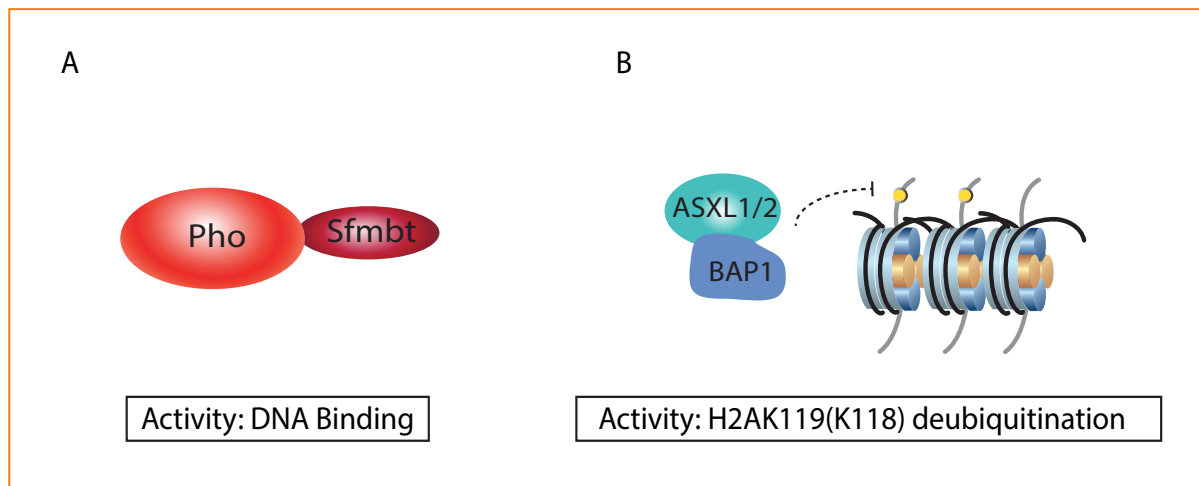 A
B
Pho
Sfmbt
ASXL1/2
BAP1
Activity: DNA Binding
Activity: H2AK119(K118) deubiquitination